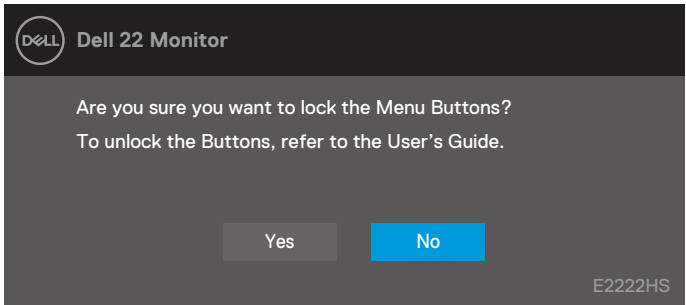 DELL
Dell 22 Monitor
Are you sure you want to lock the Menu Buttons?
To unlock the Buttons, refer to the User’s Guide.
Yes No
E2222HS